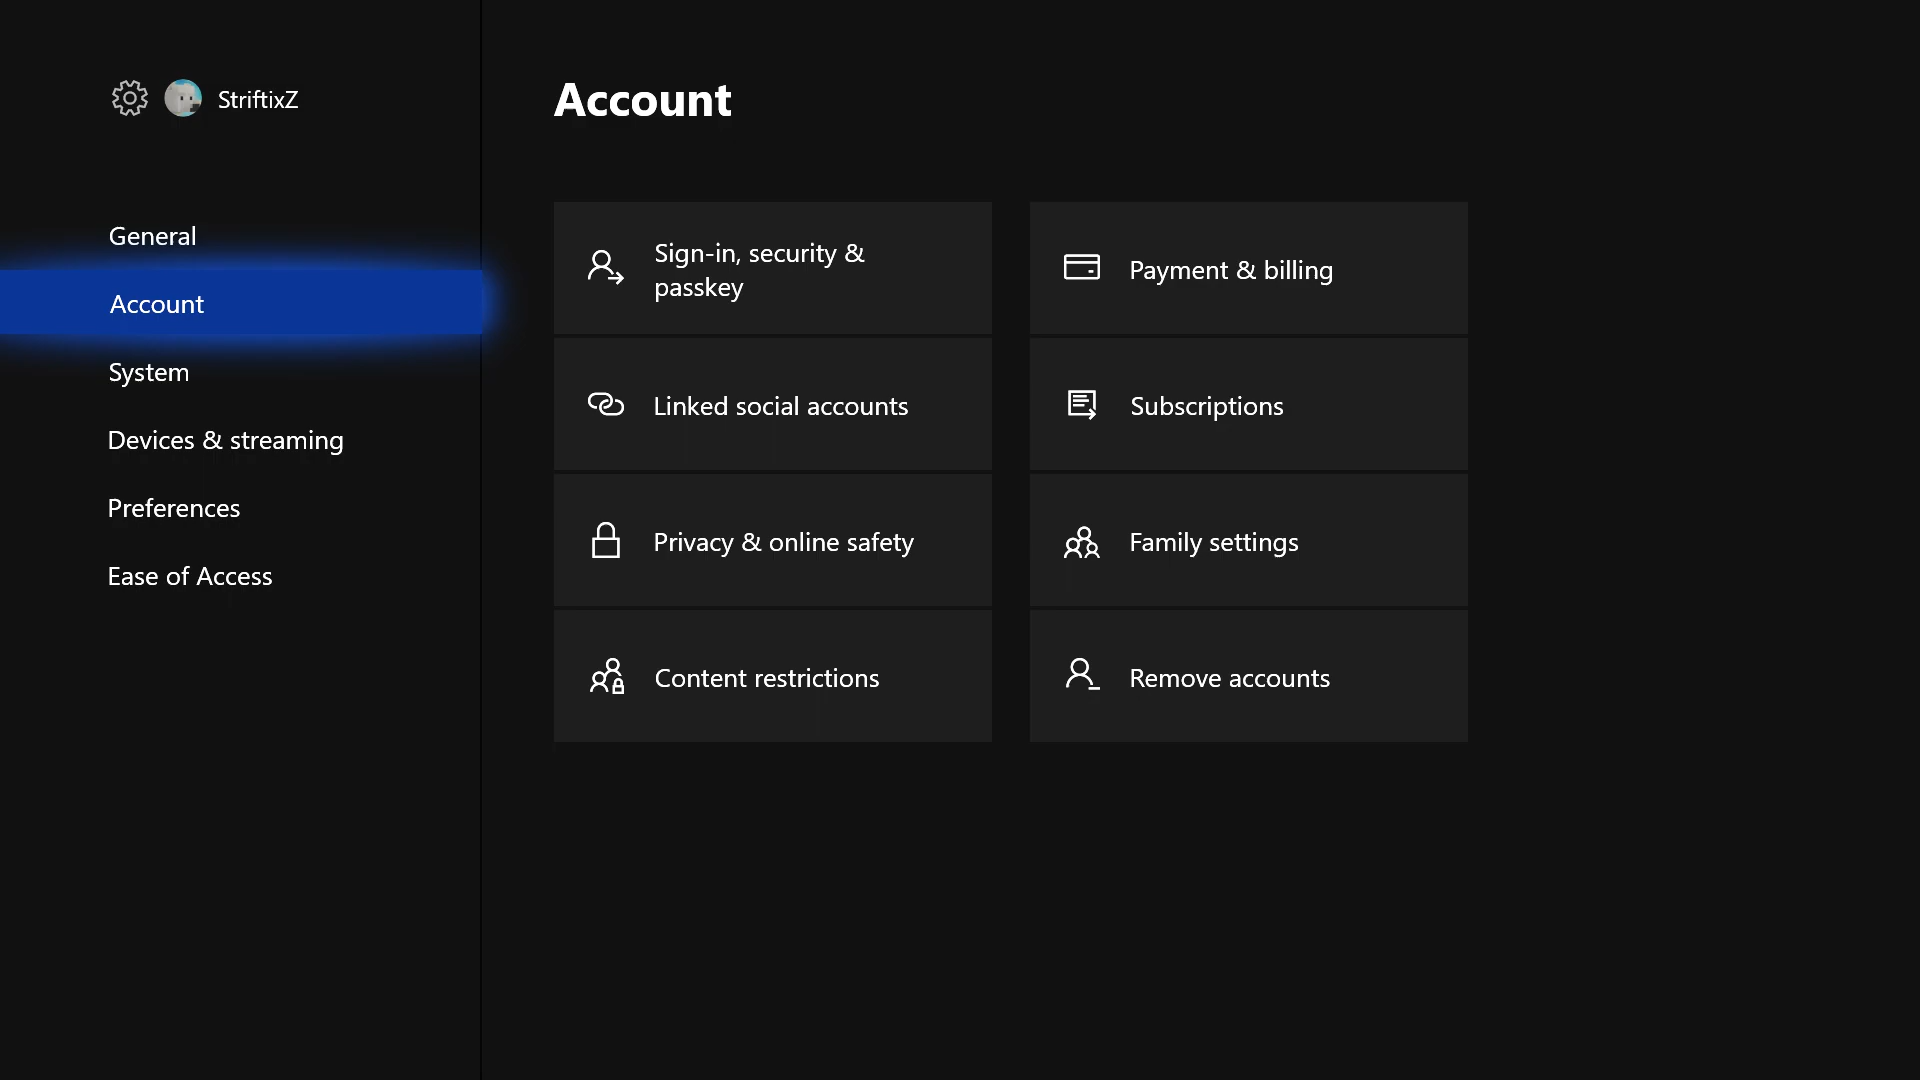 StriftixZ
General
Account
System
Devices & streaming
Preferences
Ease of Access
Account
Sign-in, security &
passkey
Payment & billing
Linked social accounts
Subscriptions
Privacy & online safety
Family settings
Content restrictions
Remove accounts